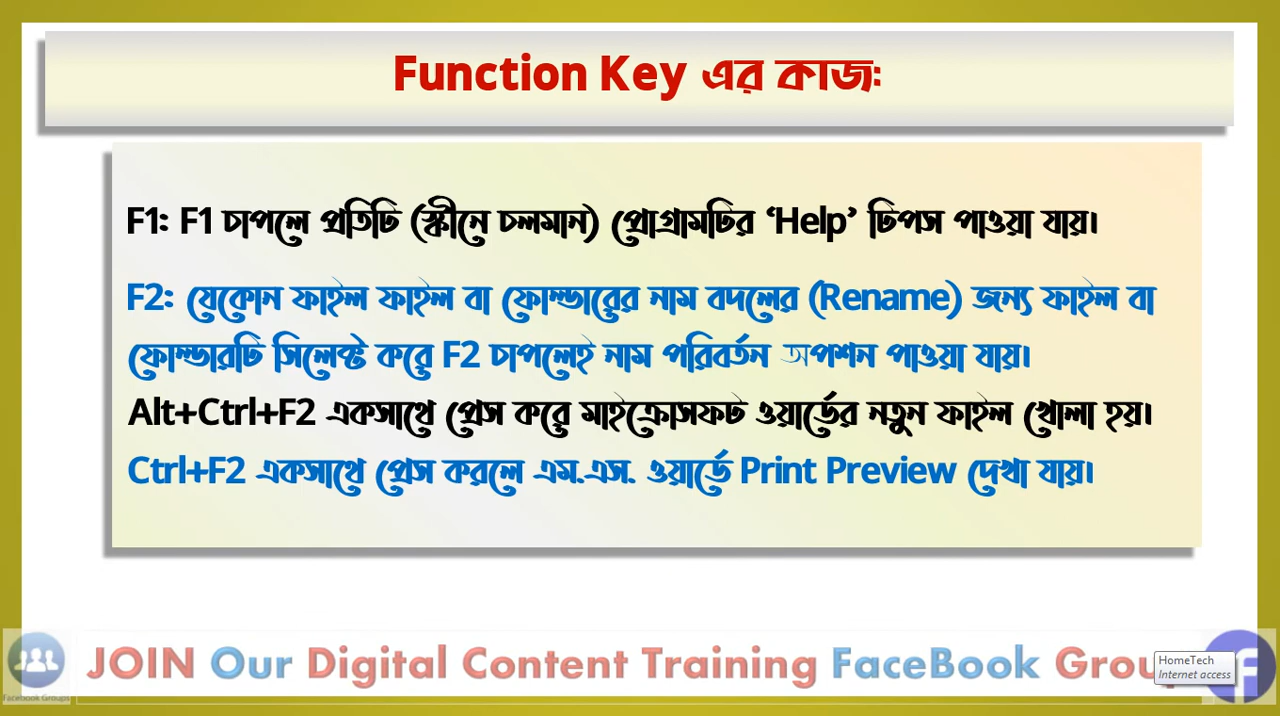 Function Key এর কাজঃ
F1: F1 চাপলে প্রতিটি (স্ক্রীনে চলমান) প্রোগ্রামটির ‘Help’ টিপস পাওয়া যায়।
F2: যেকোন ফাইল ফাইল বা ফোল্ডারের নাম বদলের (Rename) জন্য ফাইল বা
ফোল্ডারটি সিলেক্ট করে F2 চাপলেই নাম পরিবর্তন অপশন পাওয়া যায়।
Alt+Ctrl+F2 একসাথে প্রেস করে মাইক্রোসফট ওয়ার্ডের নতুন ফাইল খোলা হয়।
Ctrl+F2 একসাথে প্রেস করলে এম.এস. ওয়ার্ডে Print Preview দেখা যায়।
JOIN Our Digital Content Training FaceBook Group
HomeTech
Internet access
Facebook Groups